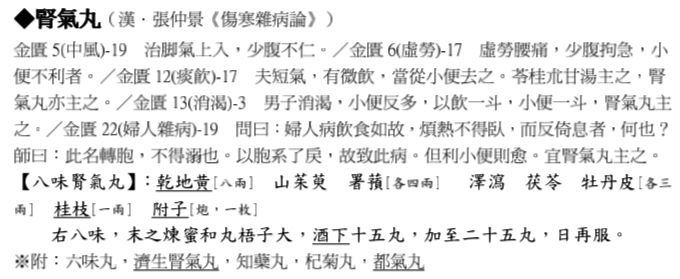 ◆腎氣丸（漢．張仲景《傷寒雜病論》）
金匱 5(中風)-19　治脚氣上入，少腹不仁。／金匱 6(虛勞)-17　虛勞腰痛，少腹拘急，小
便不利者。／金匱 12(痰飲)-17　夫短氣，有微飲，當從小便去之。苓桂朮甘湯主之，腎
氣丸亦主之。／金匱 13(消渴)-3　男子消渴，小便反多，以飲一斗，小便一斗，腎氣丸主
之。／金匱 22(婦人雜病)-19　問曰：婦人病飲食如故，煩熱不得臥，而反倚息者，何也？
師曰：此名轉胞，不得溺也。以胞系了戾，故致此病。但利小便則愈。宜腎氣丸主之。
【八味腎氣丸】：乾地黃[八兩]　山茱萸　署蕷[各四兩]　澤瀉　茯苓　牡丹皮[各三
兩]　桂枝[一兩]　附子[炮，一枚]
右八味，末之煉蜜和丸梧子大，酒下十五丸，加至二十五丸，日再服。
※附：六味丸，濟生腎氣丸，知蘗丸，杞菊丸，都氣丸